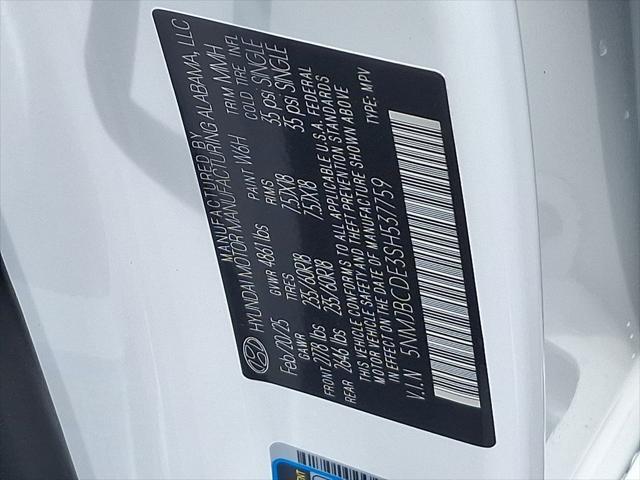 MANUFACTURED BY
HYUNDAI MOTOR MANUFACTURING ALABAMA, LLC
Feb/20/25 PAINT W6H TRIM MMH
GVWR 4861 lbs
GAWR TIRES RIMS COLD TIRE INFL
FRONT 2778 lbs 235/60R18 7.5JX18 35 psi SINGLE
REAR 2646 lbs 235/60R18 7.5JX18 35 psi SINGLE
THIS VEHICLE CONFORMS TO ALL APPLICABLE U.S.A. FEDERAL
MOTOR VEHICLE SAFETY AND THEFT PREVENTION STANDARDS
IN EFFECT ON THE DATE OF MANUFACTURE SHOWN ABOVE
V.I.N 5NMJBCDE3SH537759 TYPE: MPV